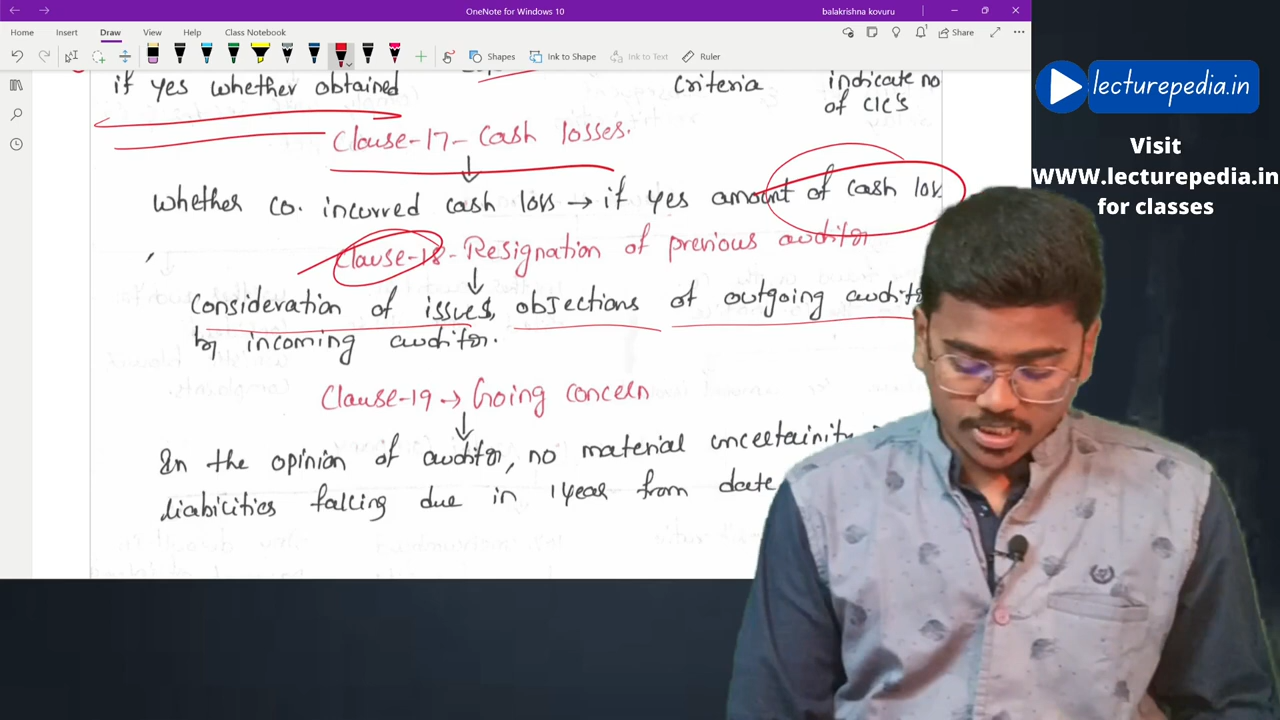 OneNote for Windows 10
balakrishna kovuru
Home Insert Draw View Help Class Notebook
Share
Shapes Ink to Shape Ink to Text Math Ruler
if yes whether obtained
criteria
indicate no
of CIC's
Clause-17- Cash losses.
Whether co. incurred cash loss → if yes amount of cash loss
Clause-18-Resignation of previous auditor
Consideration of issues, objections of outgoing
by incoming auditor.
Clause-19 → Going concern
In the opinion of auditor, no material uncertainity
liabicities falling due in 1 year from date
lecturepedia.in
Visit
WWW.lecturepedia.in
for classes